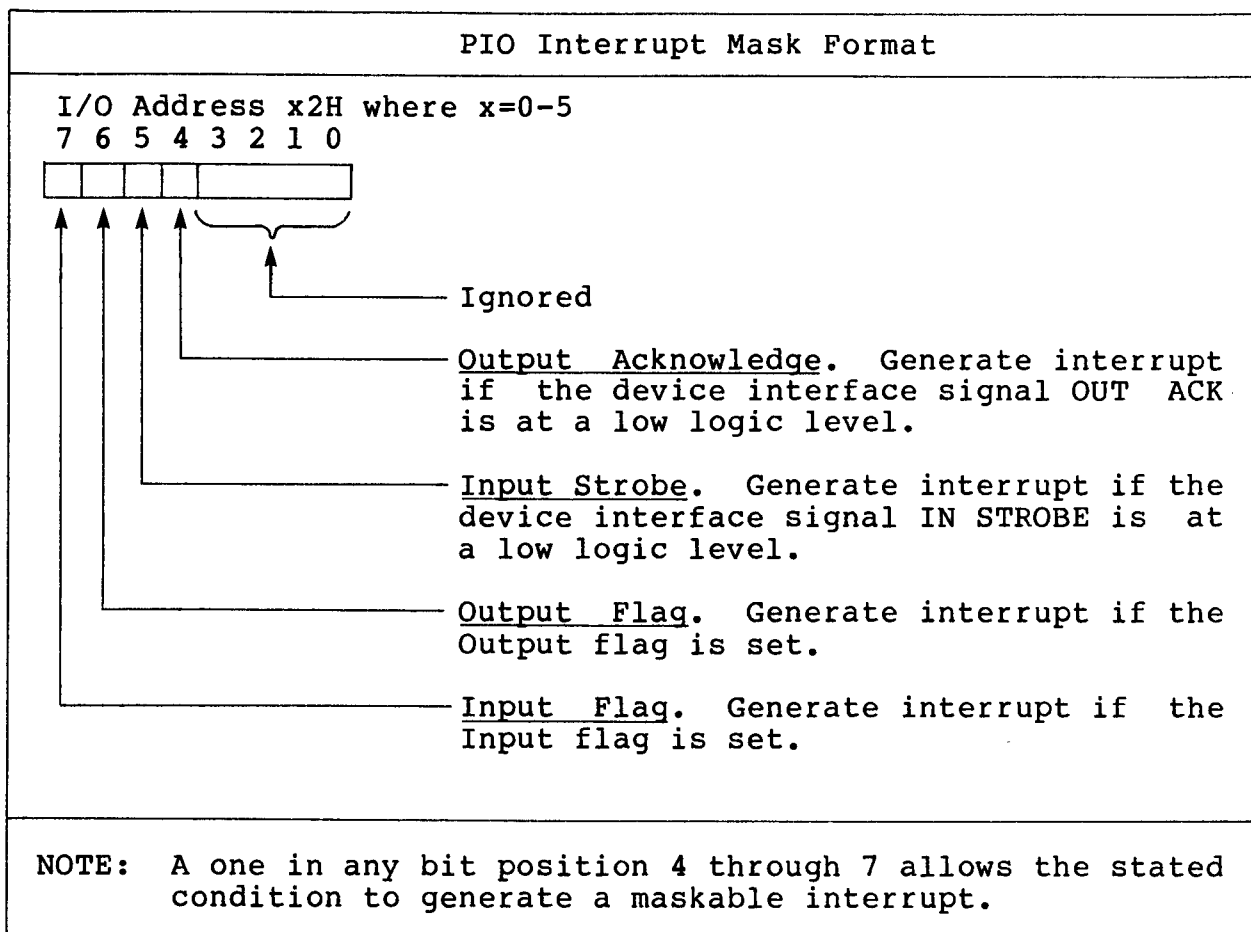 PIO Interrupt Mask Format
I/O Address x2H where x=0-5
7 6 5 4 3 2 1 0
Ignored
Output Acknowledge. Generate interrupt
if the device interface signal OUT ACK
is at a low logic level.
Input Strobe. Generate interrupt if the
device interface signal IN STROBE is at
a low logic level.
Output Flag. Generate interrupt if the
Output flag is set.
Input Flag. Generate interrupt if the
Input flag is set.
NOTE: A one in any bit position 4 through 7 allows the stated
condition to generate a maskable interrupt.